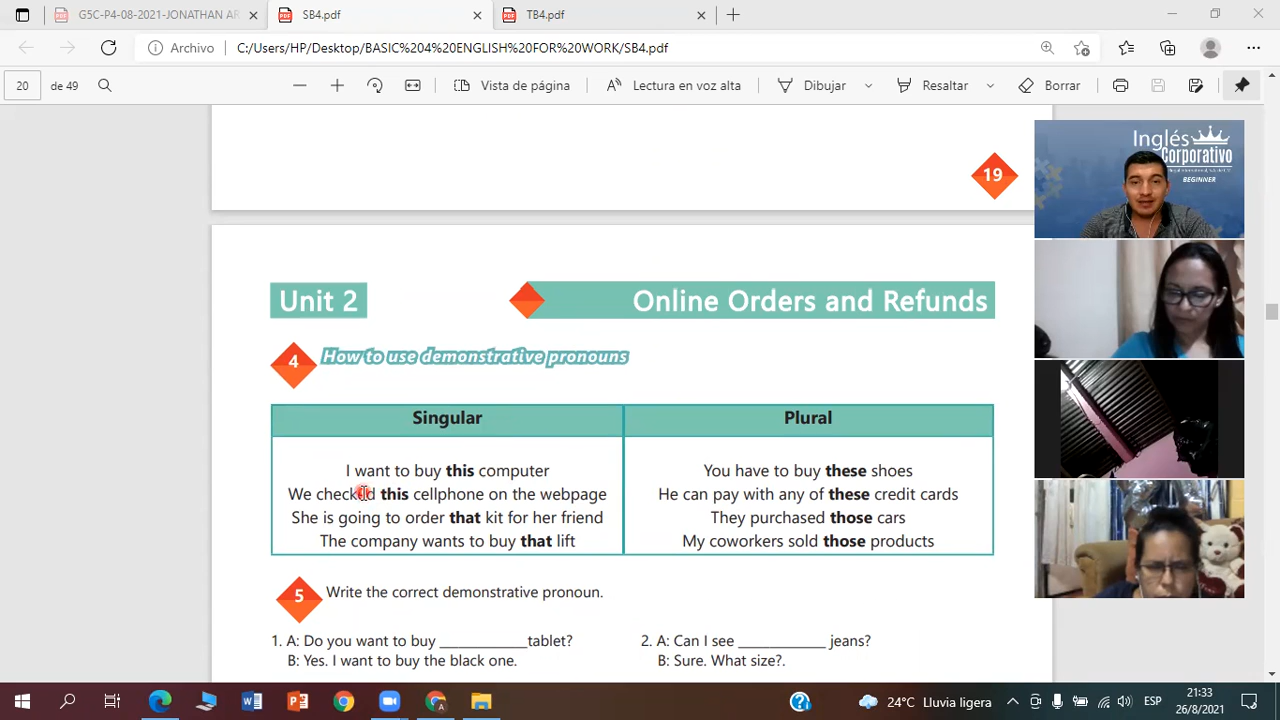 G5C-P4-08-2021-JONATHAN AR
SB4.pdf
TB4.pdf
Archivo
C:/Users/HP/Desktop/BASIC%204%20ENGLISH%20FOR%20WORK/SB4.pdf
20
de 49
Vista de página
Lectura en voz alta
Dibujar
Resaltar
Borrar
19
Inglés
Corporativo
BEGINNER
Unit 2
Online Orders and Refunds
4
How to use demonstrative pronouns
Singular
Plural
I want to buy this computer
You have to buy these shoes
We checked this cellphone on the webpage
He can pay with any of these credit cards
She is going to order that kit for her friend
They purchased those cars
The company wants to buy that lift
My coworkers sold those products
5
Write the correct demonstrative pronoun.
1. A: Do you want to buy ____________tablet?
2. A: Can I see ____________ jeans?
B: Yes. I want to buy the black one.
B: Sure. What size?.
24°C Lluvia ligera
ESP
21:33
26/8/2021